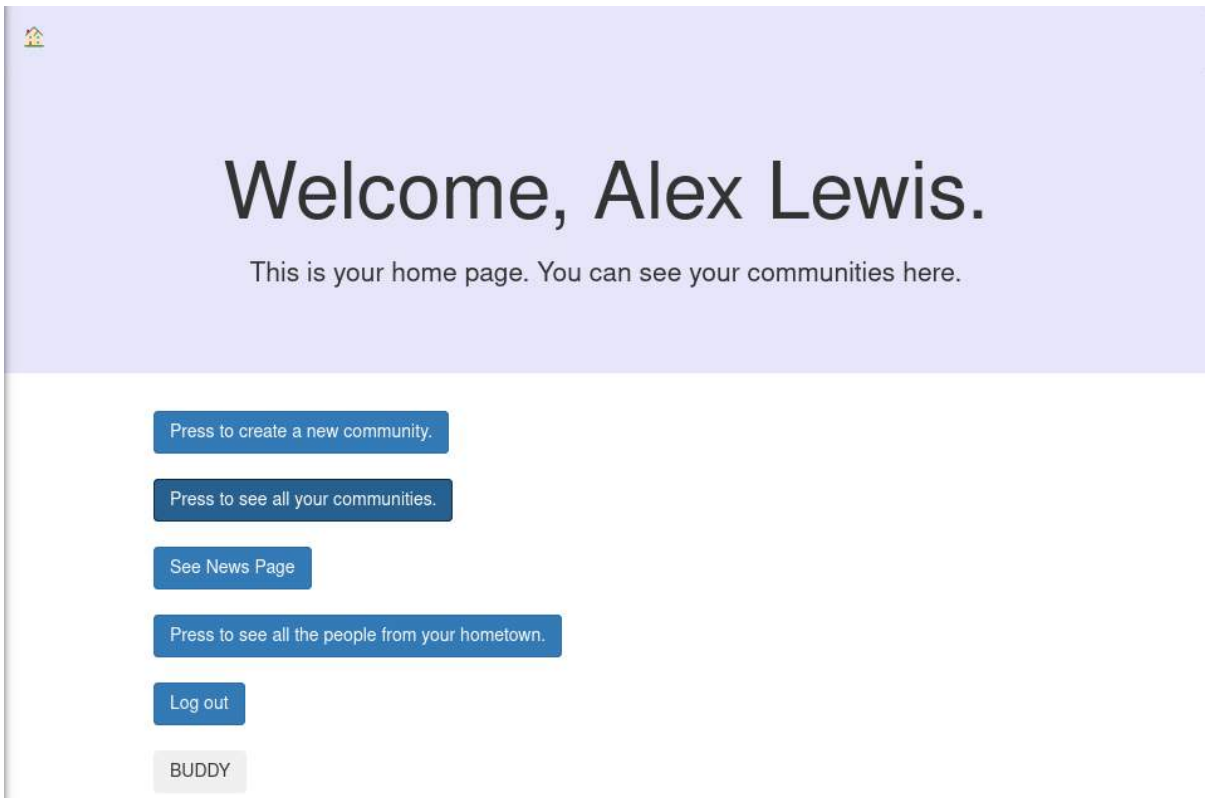 Welcome, Alex Lewis.
This is your home page. You can see your communities here.
Press to create a new community.
Press to see all your communities.
See News Page
Press to see all the people from your hometown.
Log out
BUDDY